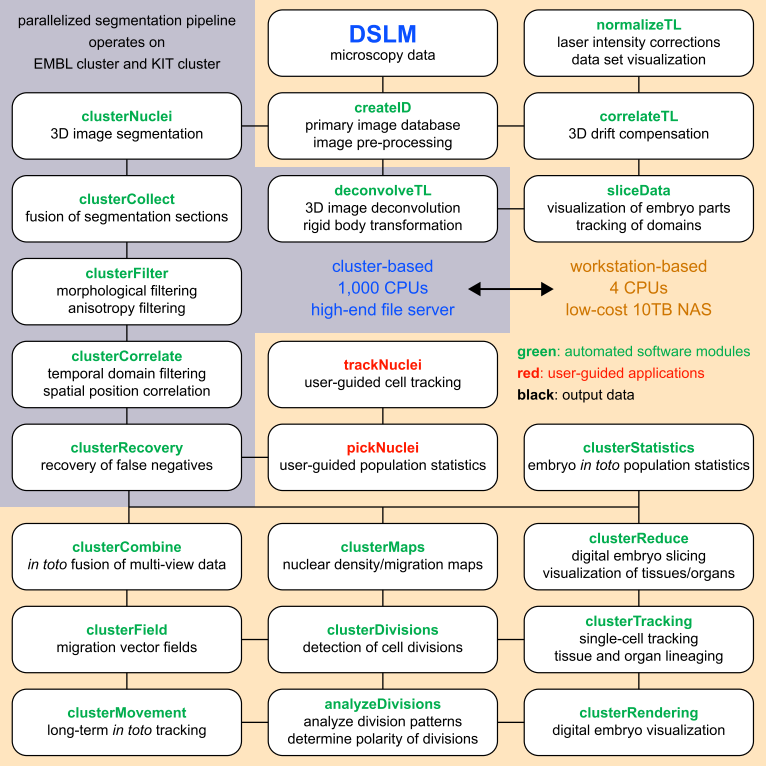 parallelized segmentation pipeline
operates on
EMBL cluster and KIT cluster
DSLM
microscopy data
normalizeTL
laser intensity corrections
data set visualization
clusterNuclei
3D image segmentation
createID
primary image database
image pre-processing
correlateTL
3D drift compensation
clusterCollect
fusion of segmentation sections
deconvolveTL
3D image deconvolution
rigid body transformation
sliceData
visualization of embryo parts
tracking of domains
clusterFilter
morphological filtering
anisotropy filtering
cluster-based
1,000 CPUs
high-end file server
workstation-based
4 CPUs
low-cost 10TB NAS
clusterCorrelate
temporal domain filtering
spatial position correlation
trackNuclei
user-guided cell tracking
green: automated software modules
red: user-guided applications
black: output data
clusterRecovery
recovery of false negatives
pickNuclei
user-guided population statistics
clusterStatistics
embryo in toto population statistics
clusterCombine
in toto fusion of multi-view data
clusterMaps
nuclear density/migration maps
clusterReduce
digital embryo slicing
visualization of tissues/organs
clusterField
migration vector fields
clusterDivisions
detection of cell divisions
clusterTracking
single-cell tracking
tissue and organ lineaging
clusterMovement
long-term in toto tracking
analyzeDivisions
analyze division patterns
determine polarity of divisions
clusterRendering
digital embryo visualization